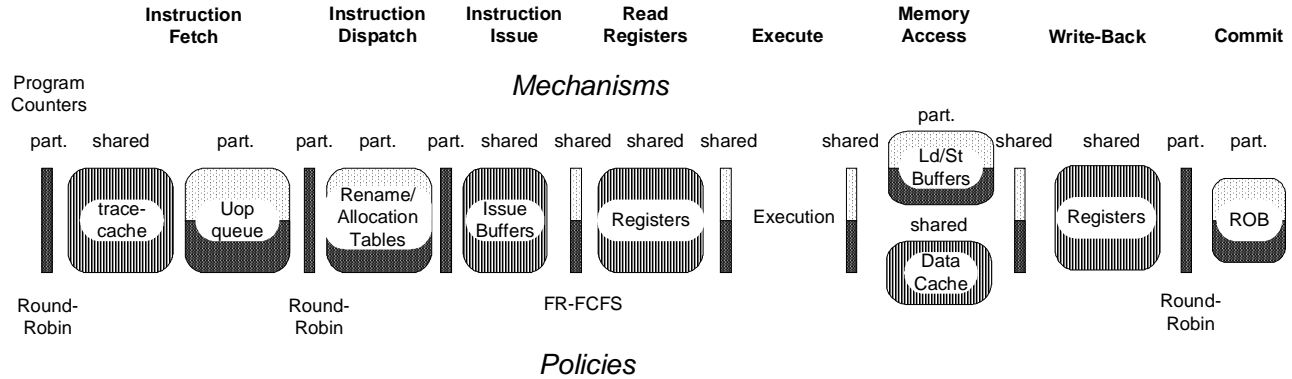 Instruction
Fetch
Instruction
Dispatch
Instruction
Issue
Read
Registers
Execute
Memory
Access
Write-Back
Commit
Program
Counters
Mechanisms
part.
shared
part.
part.
part.
part.
shared
shared
shared
shared
shared
part.
shared
shared
part.
part.
trace-
cache
Uop
queue
Rename/
Allocation
Tables
Issue
Buffers
Registers
Execution
Ld/St
Buffers
shared
Data
Cache
Registers
ROB
Round-
Robin
Round-
Robin
FR-FCFS
Round-
Robin
Policies